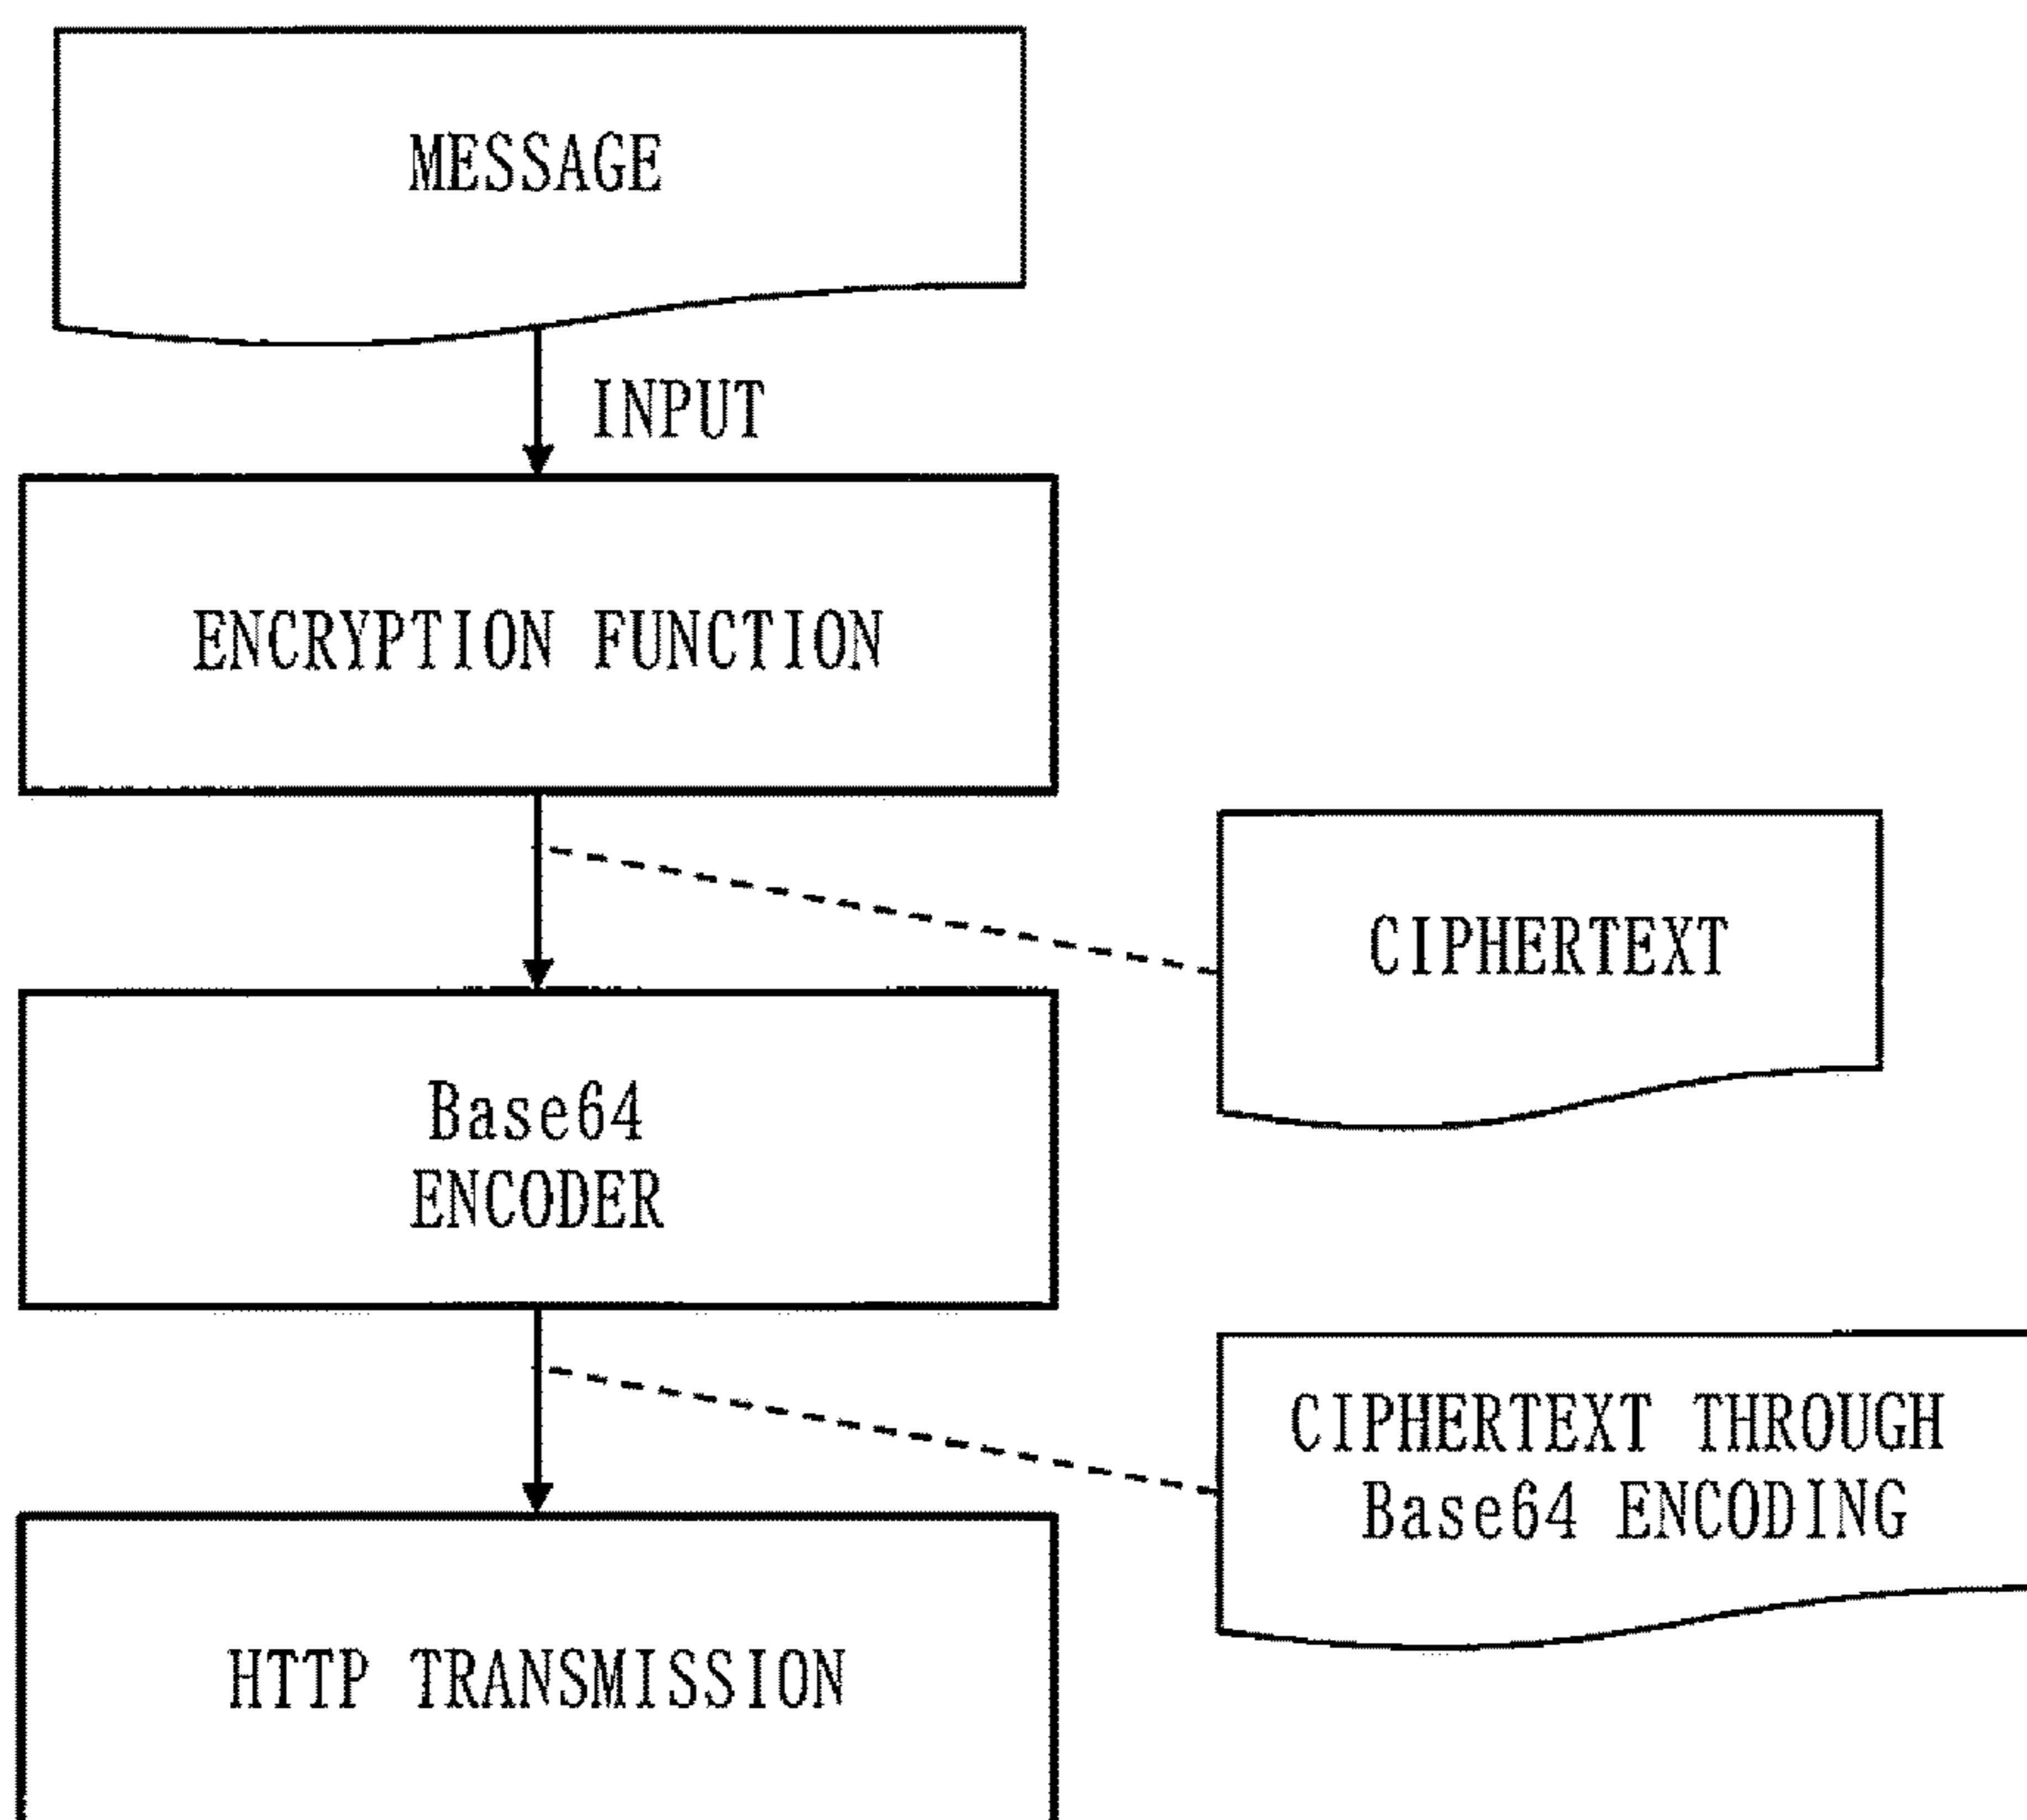 MESSAGE
INPUT
ENCRYPTION FUNCTION
CIPHERTEXT
Base64
ENCODER
CIPHERTEXT THROUGH
Base64 ENCODING
HTTP TRANSMISSION